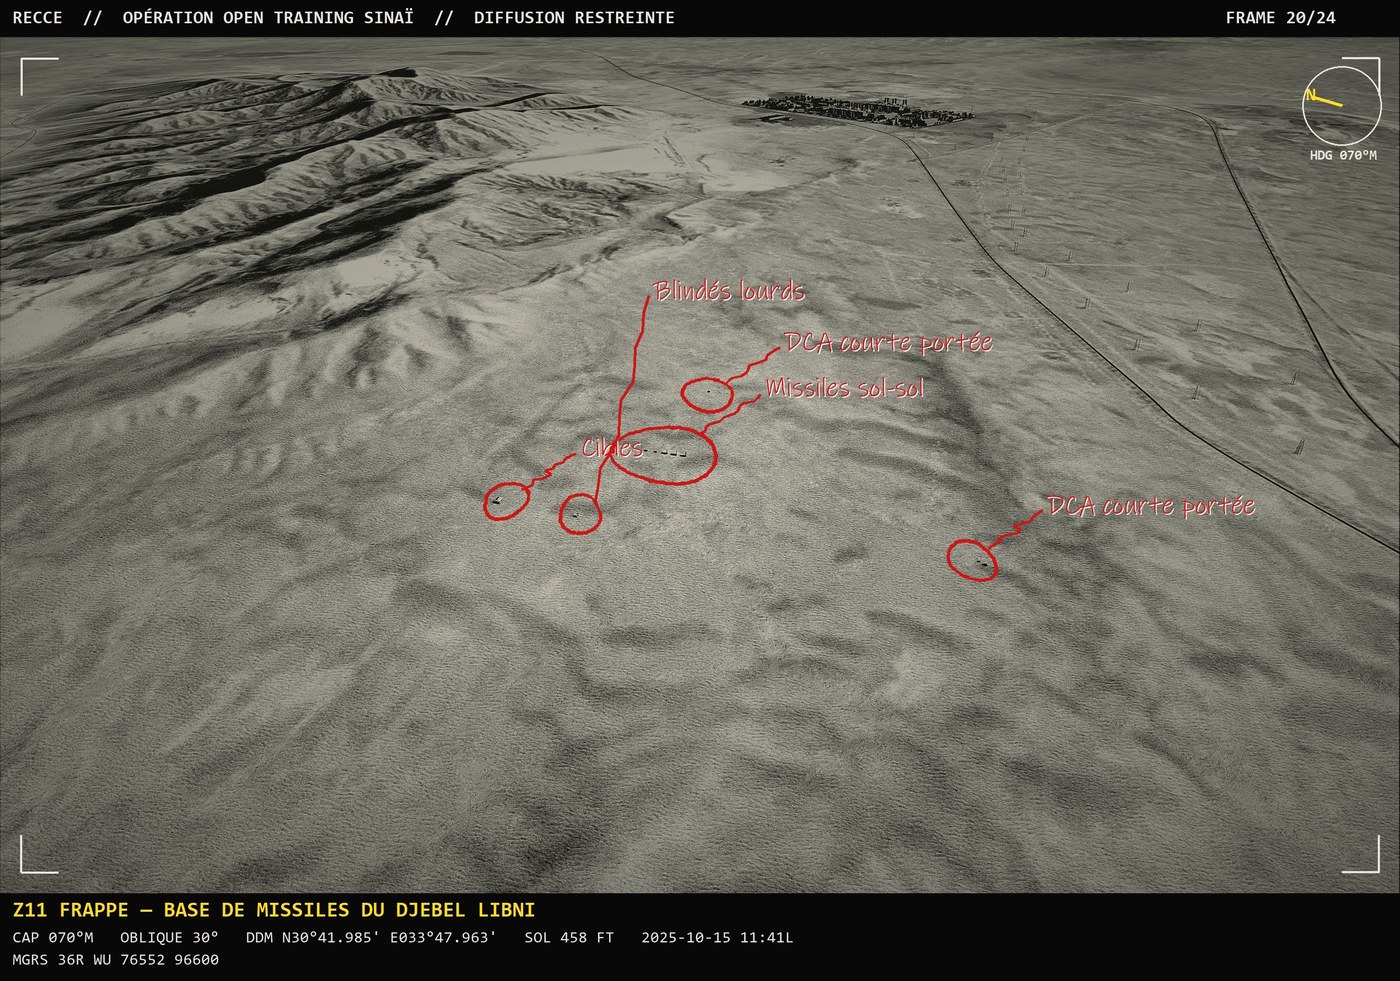 RECCE // OPÉRATION OPEN TRAINING SINAÏ // DIFFUSION RESTREINTE
FRAME 20/24
N
HDG 070°M
Blindés lourds
DCA courte portée
Missiles sol-sol
Cibles
DCA courte portée
Z11 FRAPPE — BASE DE MISSILES DU DJEBEL LIBNI
CAP 070°M OBLIQUE 30° DDM N30°41.985' E033°47.963' SOL 458 FT 2025-10-15 11:41L
MGRS 36R WU 76552 96600